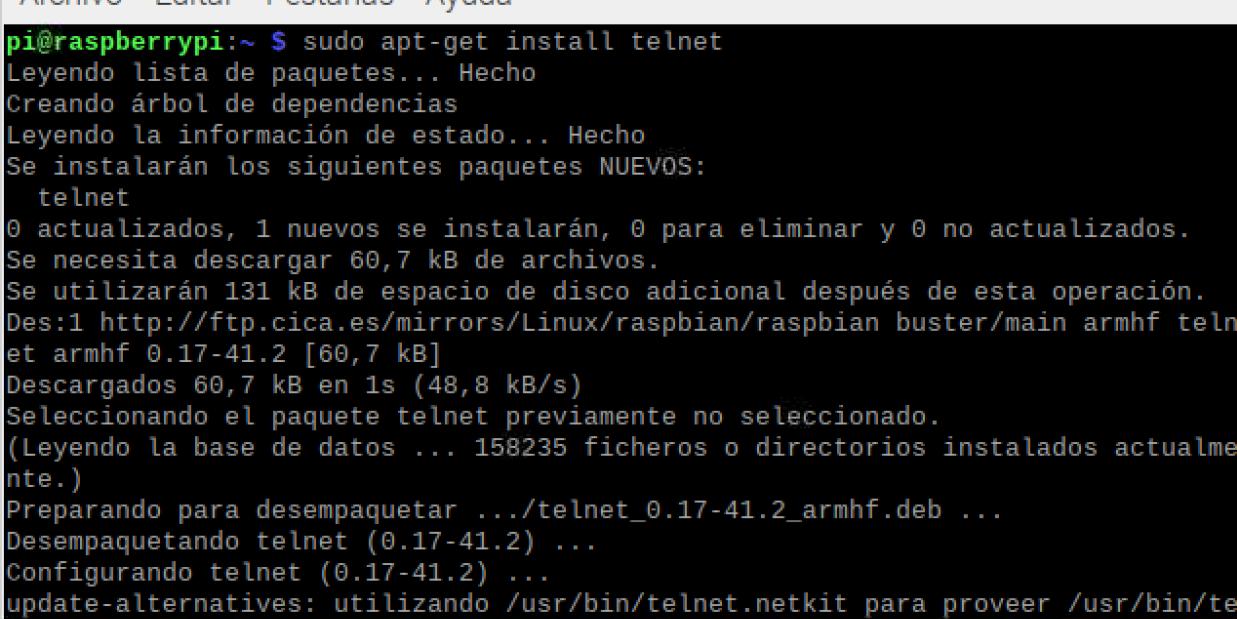 Archivo Editar Pestañas Ayuda
pi@raspberrypi:~ $ sudo apt-get install telnet
Leyendo lista de paquetes... Hecho
Creando árbol de dependencias
Leyendo la información de estado... Hecho
Se instalarán los siguientes paquetes NUEVOS:
  telnet
0 actualizados, 1 nuevos se instalarán, 0 para eliminar y 0 no actualizados.
Se necesita descargar 60,7 kB de archivos.
Se utilizarán 131 kB de espacio de disco adicional después de esta operación.
Des:1 http://ftp.cica.es/mirrors/Linux/raspbian/raspbian buster/main armhf teln
et armhf 0.17-41.2 [60,7 kB]
Descargados 60,7 kB en 1s (48,8 kB/s)
Seleccionando el paquete telnet previamente no seleccionado.
(Leyendo la base de datos ... 158235 ficheros o directorios instalados actualme
nte.)
Preparando para desempaquetar .../telnet_0.17-41.2_armhf.deb ...
Desempaquetando telnet (0.17-41.2) ...
Configurando telnet (0.17-41.2) ...
update-alternatives: utilizando /usr/bin/telnet.netkit para proveer /usr/bin/te